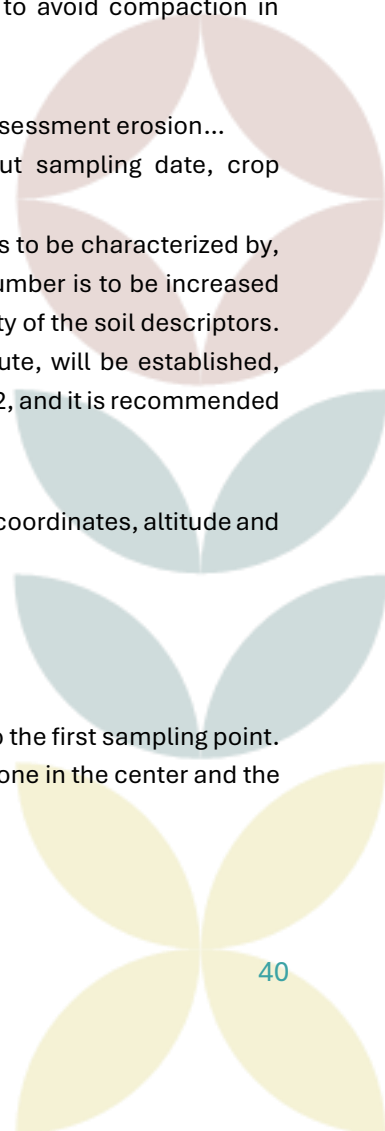 to avoid compaction in
ssessment erosion...
ut sampling date, crop
s to be characterized by,
umber is to be increased
ty of the soil descriptors.
ute, will be established,
2, and it is recommended
coordinates, altitude and
the first sampling point.
one in the center and the
40